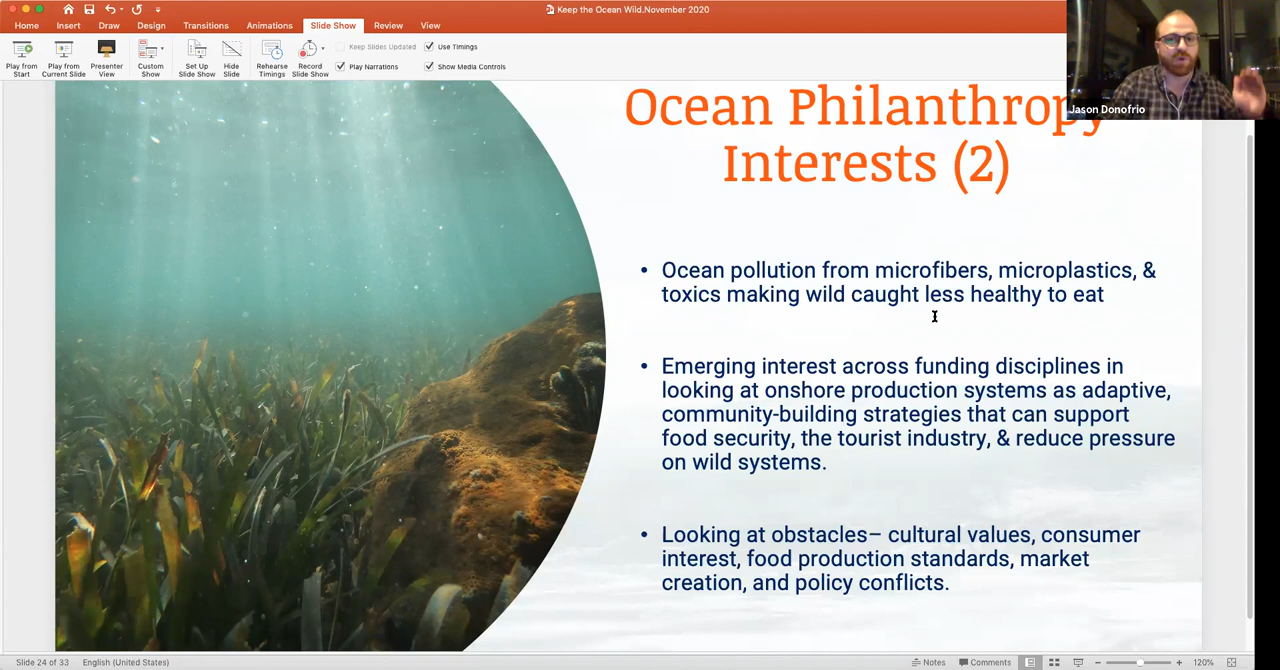 Keep the Ocean Wild.November 2020
Home Insert Draw Design Transitions Animations Slide Show Review View
Play from Start
Play from Current Slide
Presenter View
Custom Show
Set Up Slide Show
Hide Slide
Rehearse Timings
Record Slide Show
Keep Slides Updated
Use Timings
Play Narrations
Show Media Controls
Jason Donofrio
Ocean Philanthropy
Interests (2)
• Ocean pollution from microfibers, microplastics, &
toxics making wild caught less healthy to eat
• Emerging interest across funding disciplines in
looking at onshore production systems as adaptive,
community-building strategies that can support
food security, the tourist industry, & reduce pressure
on wild systems.
• Looking at obstacles– cultural values, consumer
interest, food production standards, market
creation, and policy conflicts.
Slide 24 of 33 English (United States) Notes Comments 120%